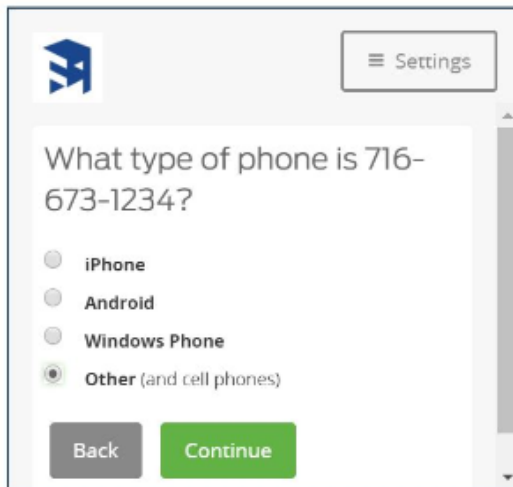 ≡ Settings
What type of phone is 716-
673-1234?
iPhone
Android
Windows Phone
Other (and cell phones)
Back
Continue